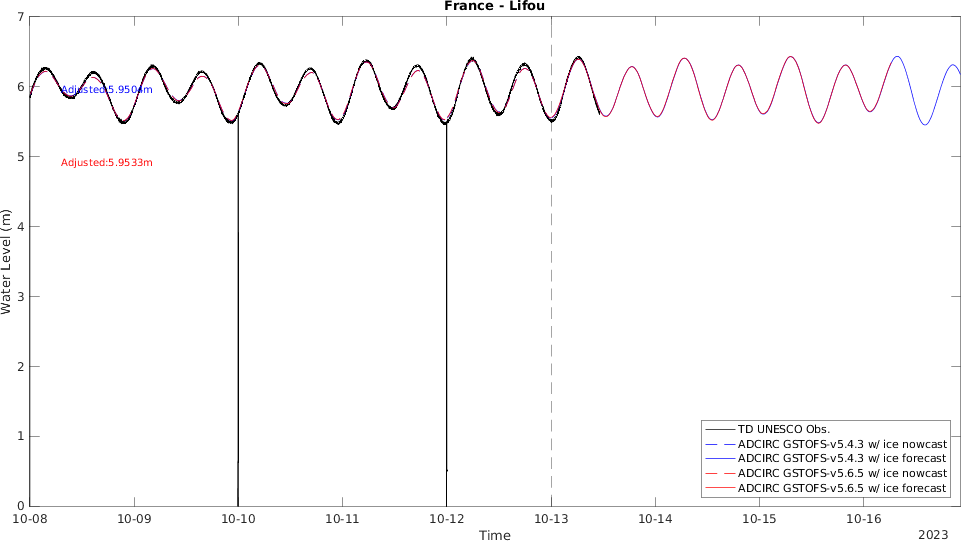 France - Lifou
7
6
5
4
3
2
1
0
Water Level (m)
Adjusted:5.9504m
Adjusted:5.9533m
TD UNESCO Obs.
ADCIRC GSTOFS-v5.4.3 w/ ice nowcast
ADCIRC GSTOFS-v5.4.3 w/ ice forecast
ADCIRC GSTOFS-v5.6.5 w/ ice nowcast
ADCIRC GSTOFS-v5.6.5 w/ ice forecast
10-08 10-09 10-10 10-11 10-12 10-13 10-14 10-15 10-16
Time
2023